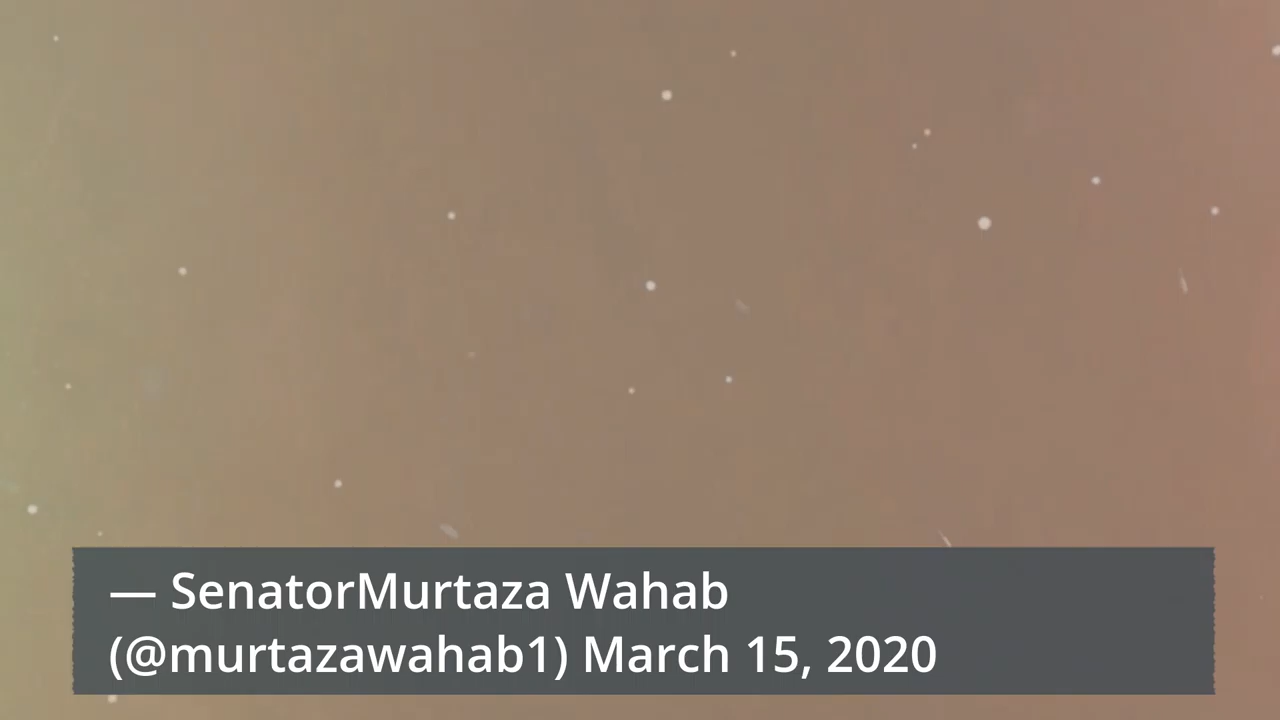 — SenatorMurtaza Wahab
(@murtazawahab1) March 15, 2020